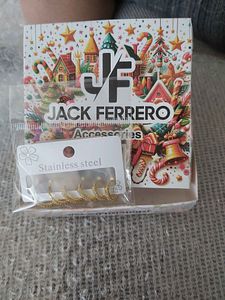 JF
JACK FERRERO
Accessories
Stainless steel